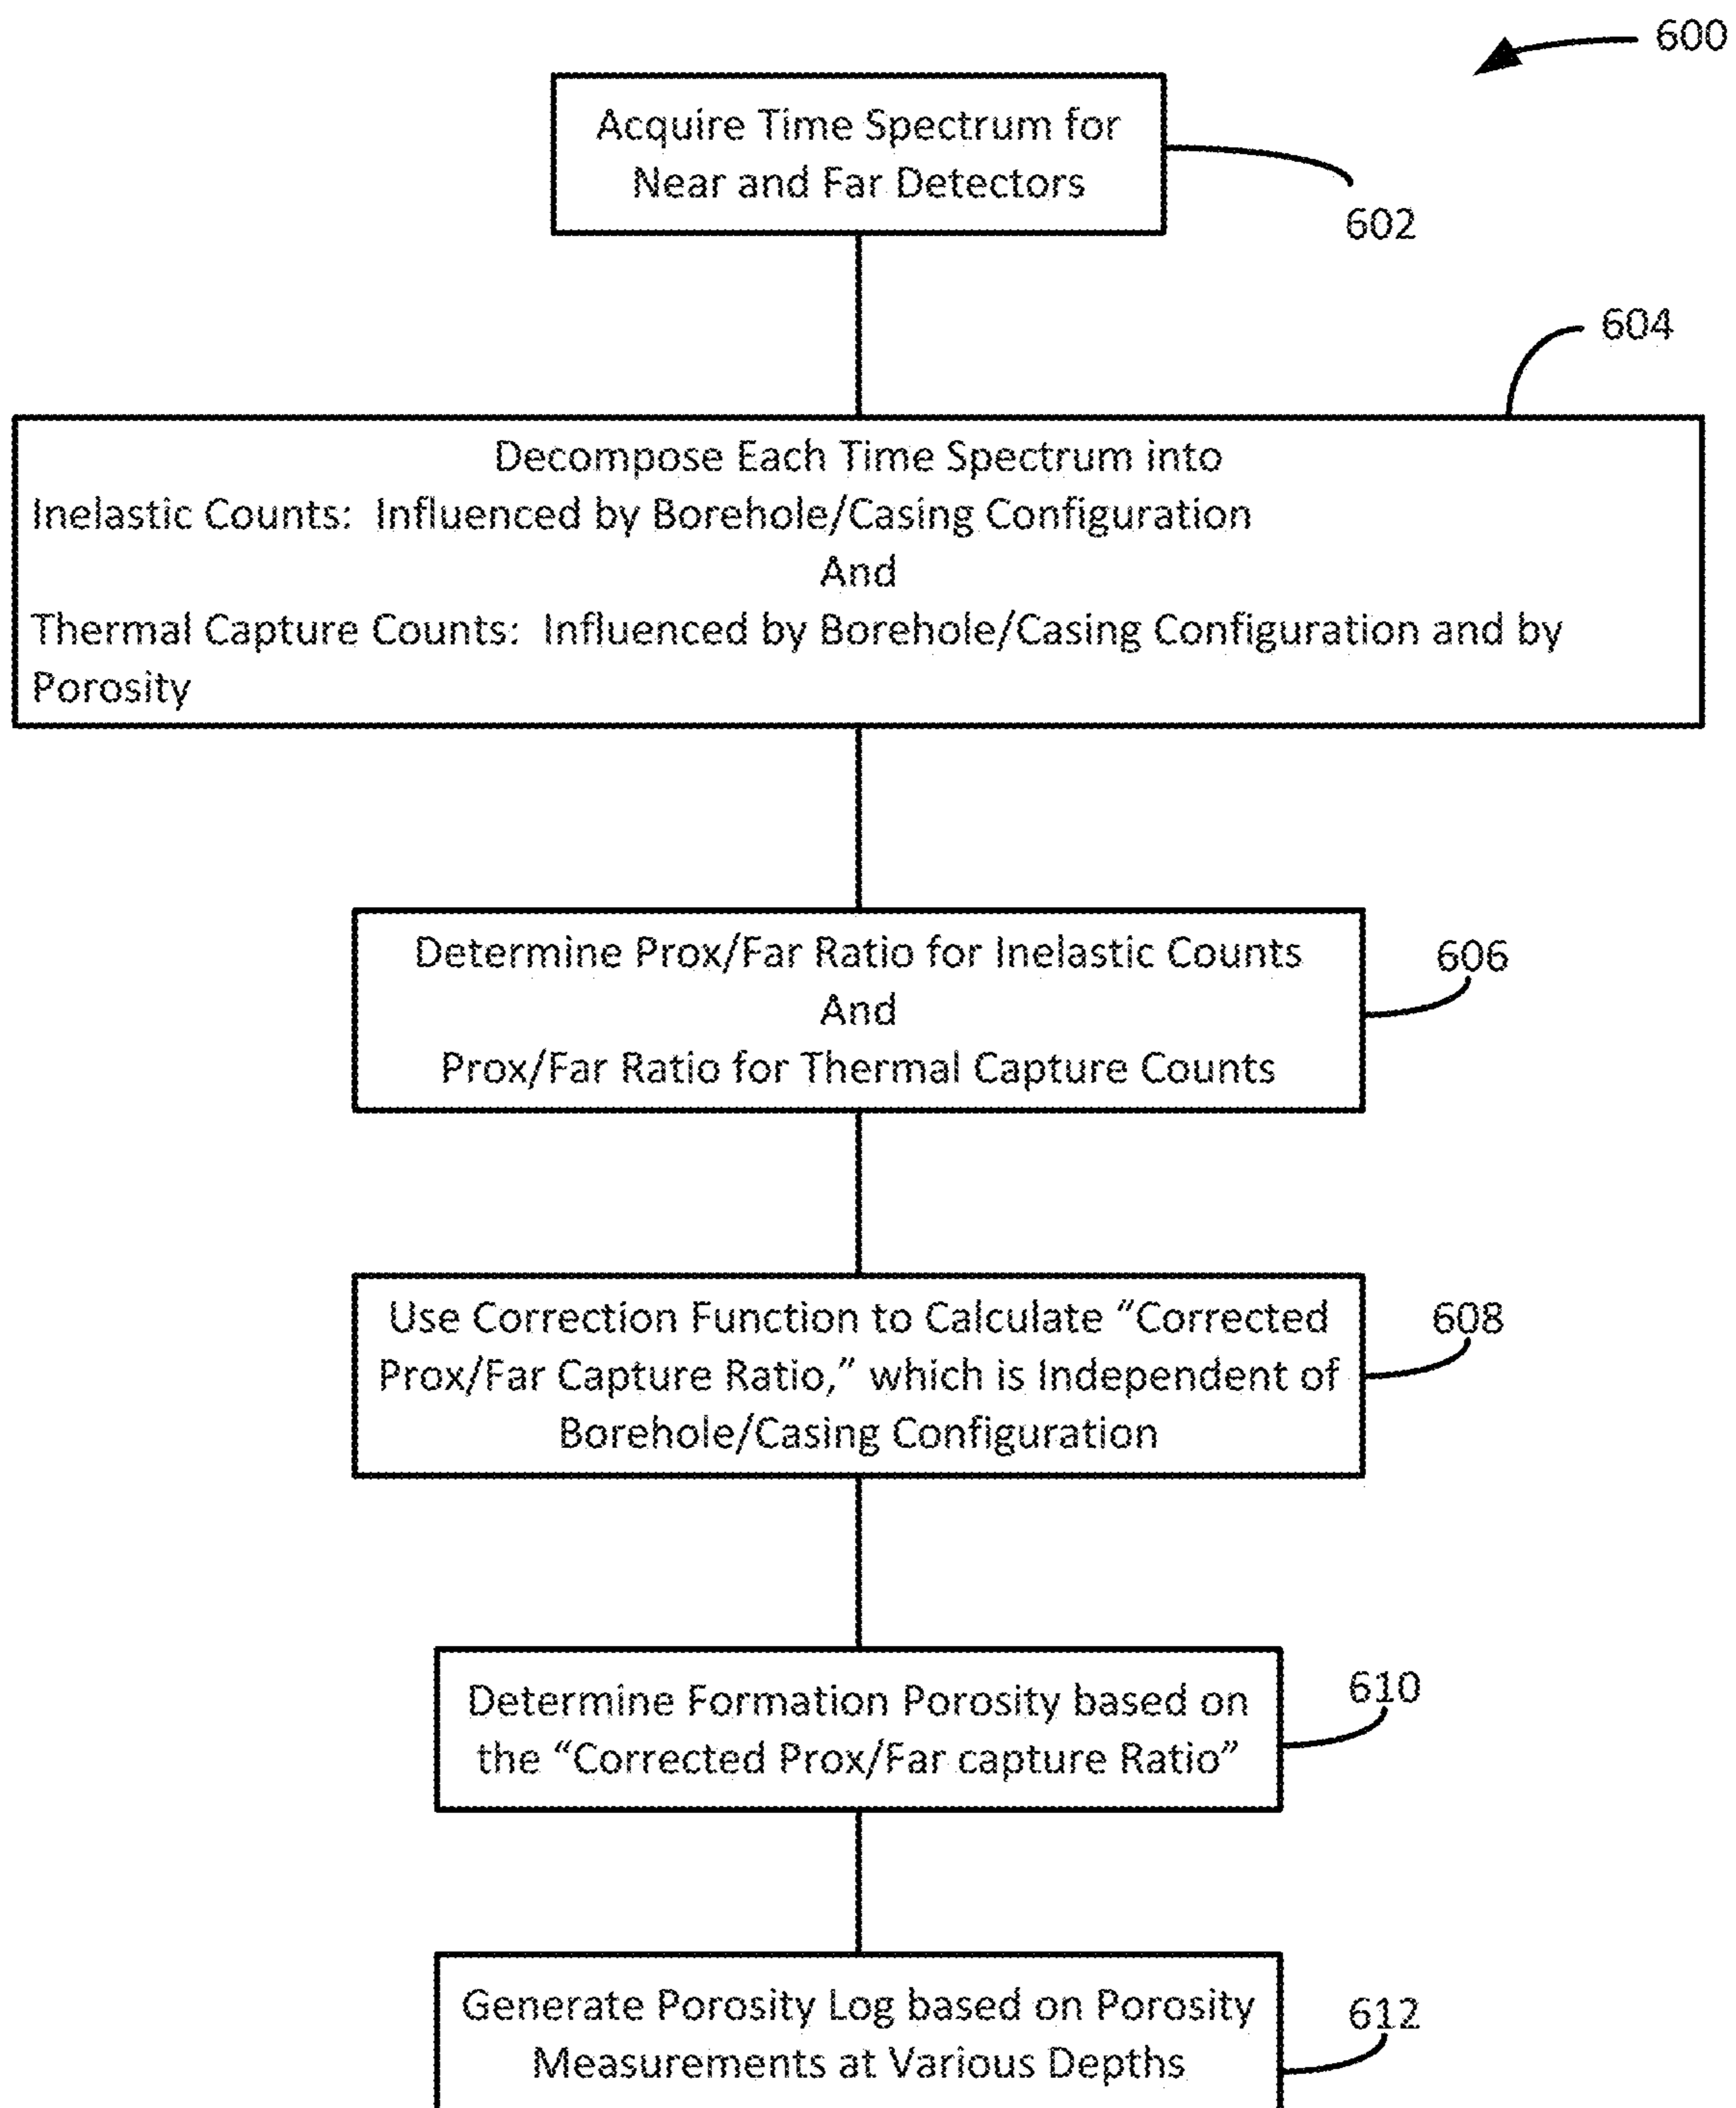 600
Acquire Time Spectrum for
Near and Far Detectors
602
604
Decompose Each Time Spectrum into
Inelastic Counts:  Influenced by Borehole/Casing Configuration
And
Thermal Capture Counts:  Influenced by Borehole/Casing Configuration and by
Porosity
Determine Prox/Far Ratio for Inelastic Counts
And
Prox/Far Ratio for Thermal Capture Counts
606
Use Correction Function to Calculate “Corrected
Prox/Far Capture Ratio,” which is Independent of
Borehole/Casing Configuration
608
Determine Formation Porosity based on
the “Corrected Prox/Far capture Ratio”
610
Generate Porosity Log based on Porosity
Measurements at Various Depths
612